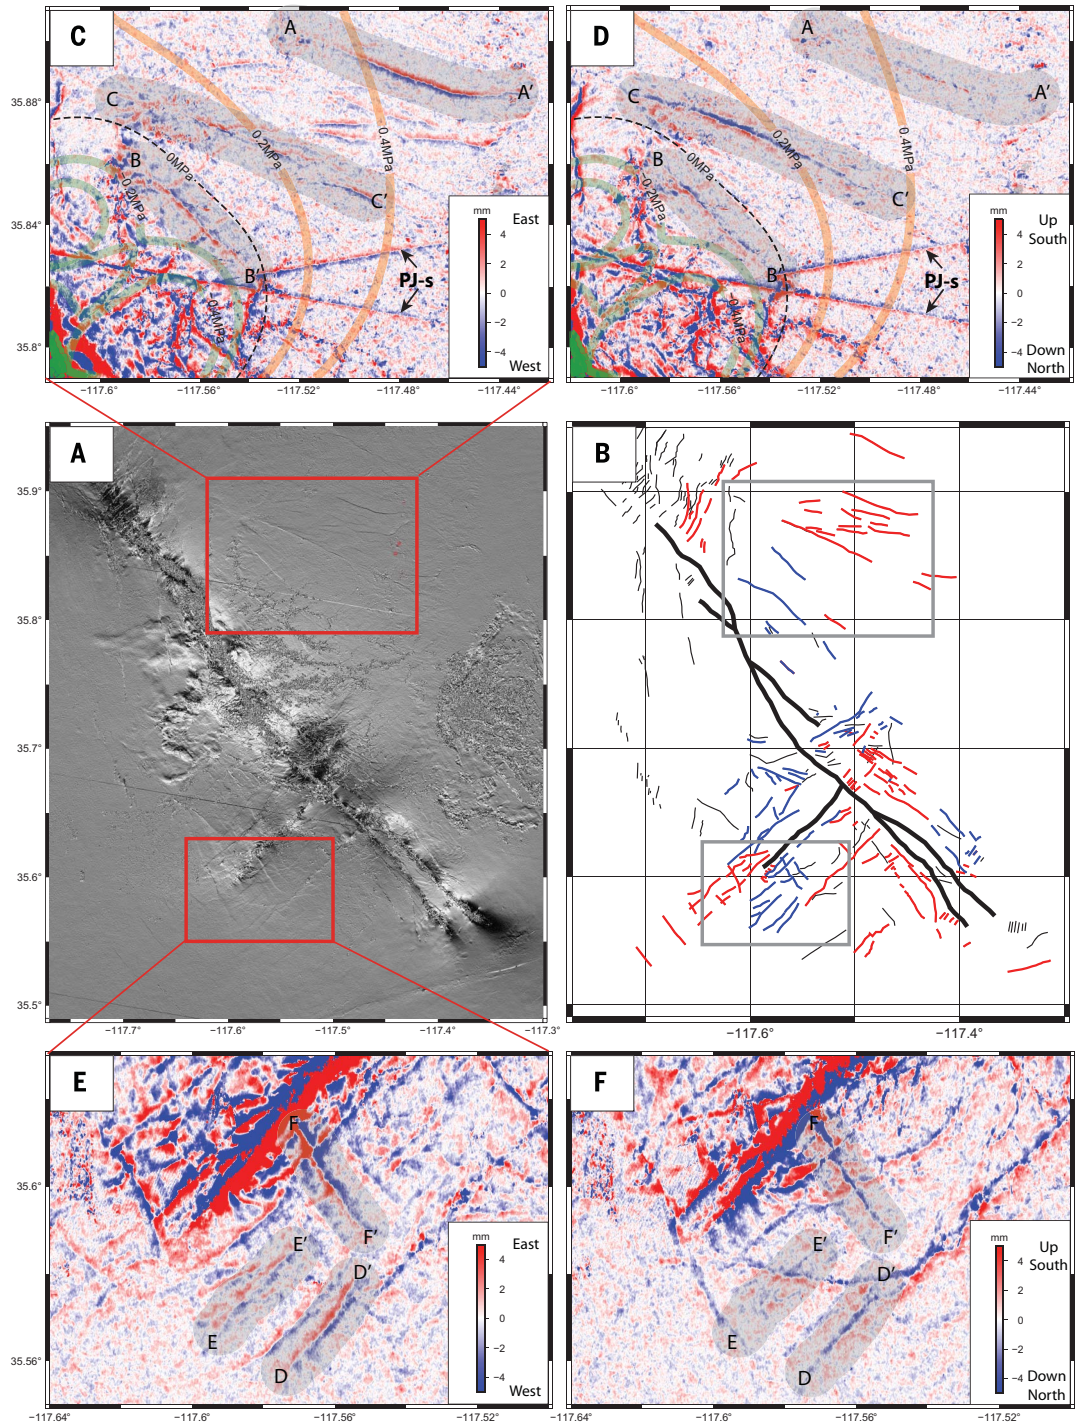 C
A
A′
C
B
0MPa
0.2MPa
0.4MPa
0.2MPa
C′
B′
0.4MPa
PJ-s
mm
East
4
2
0
−2
−4
West
35.88°
35.84°
35.8°
−117.6°
−117.56°
−117.52°
−117.48°
−117.44°
D
A
A′
C
B
0MPa
0.2MPa
0.4MPa
0.2MPa
C′
B′
0.4MPa
PJ-s
mm
Up
South
4
2
0
−2
−4
Down
North
−117.6°
−117.56°
−117.52°
−117.48°
−117.44°
A
35.9°
35.8°
35.7°
35.6°
35.5°
−117.7°
−117.6°
−117.5°
−117.4°
−117.3°
B
−117.6°
−117.4°
E
F
F′
E′
D′
E
D
mm
East
4
2
0
−2
−4
West
35.6°
35.56°
−117.64°
−117.6°
−117.56°
−117.52°
F
F
F′
E′
D′
E
D
mm
Up
South
4
2
0
−2
−4
Down
North
−117.64°
−117.6°
−117.56°
−117.52°